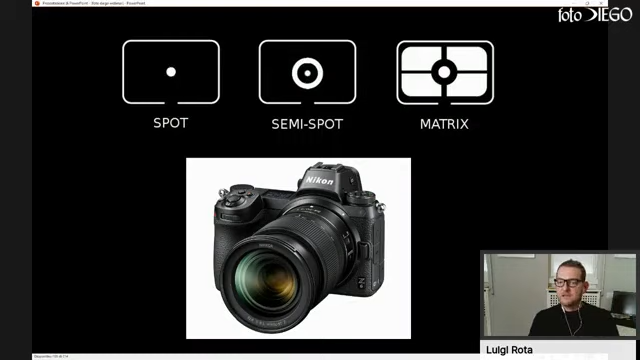 foto DIEGO
SPOT
SEMI-SPOT
MATRIX
Nikon
Luigi Rota